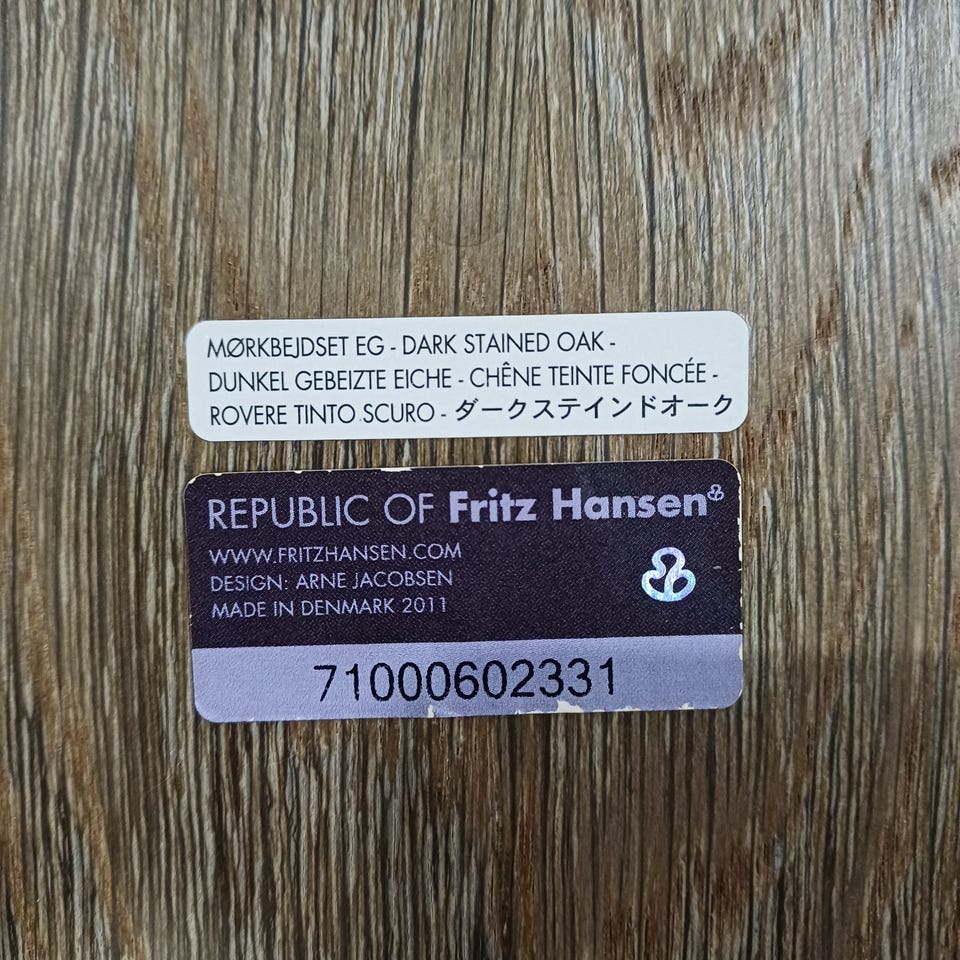 MØRKBEJDSET EG - DARK STAINED OAK -
DUNKEL GEBEIZTE EICHE - CHÊNE TEINTE FONCÉE -
ROVERE TINTO SCURO - ダークステインドオーク
REPUBLIC OF Fritz Hansen
WWW.FRITZHANSEN.COM
DESIGN: ARNE JACOBSEN
MADE IN DENMARK 2011
71000602331